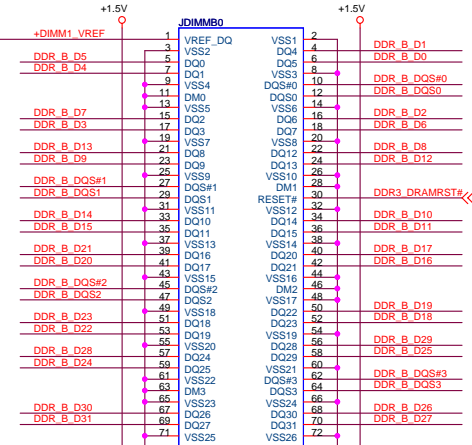 +1.5V +1.5V
JDIMMB0
+DIMM1_VREF 1 VREF_DQ VSS1 2
3 VSS2 DQ4 4 DDR_B_D1
DDR_B_D5 5 DQ0 DQ5 6 DDR_B_D0
DDR_B_D4 7 DQ1 VSS3 8
9 VSS4 DQS#0 10 DDR_B_DQS#0
11 DM0 DQS0 12 DDR_B_DQS0
13 VSS5 VSS6 14
DDR_B_D7 15 DQ2 DQ6 16 DDR_B_D2
DDR_B_D3 17 DQ3 DQ7 18 DDR_B_D6
19 VSS7 VSS8 20
DDR_B_D13 21 DQ8 DQ12 22 DDR_B_D8
DDR_B_D9 23 DQ9 DQ13 24 DDR_B_D12
25 VSS9 VSS10 26
DDR_B_DQS#1 27 DQS#1 DM1 28
DDR_B_DQS1 29 DQS1 RESET# 30 DDR3_DRAMRST#
31 VSS11 VSS12 32
DDR_B_D14 33 DQ10 DQ14 34 DDR_B_D10
DDR_B_D15 35 DQ11 DQ15 36 DDR_B_D11
37 VSS13 VSS14 38
DDR_B_D21 39 DQ16 DQ20 40 DDR_B_D17
DDR_B_D20 41 DQ17 DQ21 42 DDR_B_D16
43 VSS15 VSS16 44
DDR_B_DQS#2 45 DQS#2 DM2 46
DDR_B_DQS2 47 DQS2 VSS17 48
49 VSS18 DQ22 50 DDR_B_D19
DDR_B_D23 51 DQ18 DQ23 52 DDR_B_D18
DDR_B_D22 53 DQ19 VSS19 54
55 VSS20 DQ28 56 DDR_B_D29
DDR_B_D28 57 DQ24 DQ29 58 DDR_B_D25
DDR_B_D24 59 DQ25 VSS21 60
61 VSS22 DQS#3 62 DDR_B_DQS#3
63 DM3 DQS3 64 DDR_B_DQS3
65 VSS23 VSS24 66
DDR_B_D30 67 DQ26 DQ30 68 DDR_B_D26
DDR_B_D31 69 DQ27 DQ31 70 DDR_B_D27
71 VSS25 VSS26 72